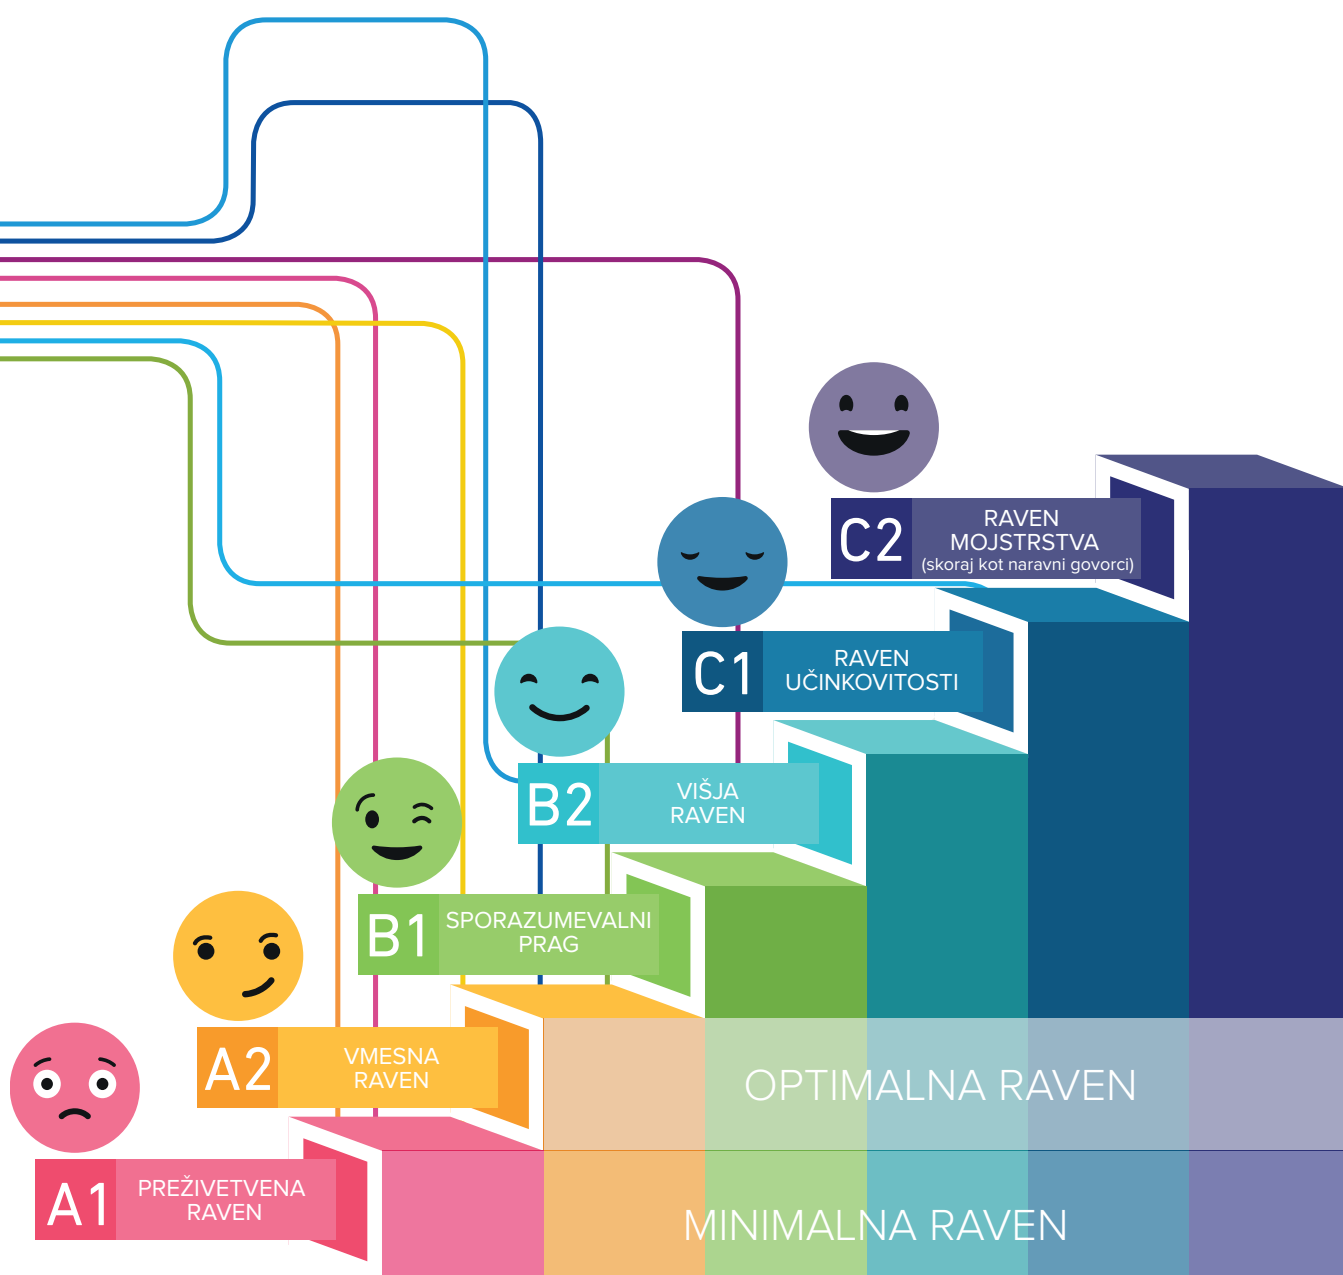 C2
RAVEN
MOJSTRSTVA
(skoraj kot naravni govorci)
C1
RAVEN
UČINKOVITOSTI
B2
VIŠJA
RAVEN
B1
SPORAZUMEVALNI
PRAG
A2
VMESNA
RAVEN
OPTIMALNA RAVEN
A1
PREŽIVETVENA
RAVEN
MINIMALNA RAVEN